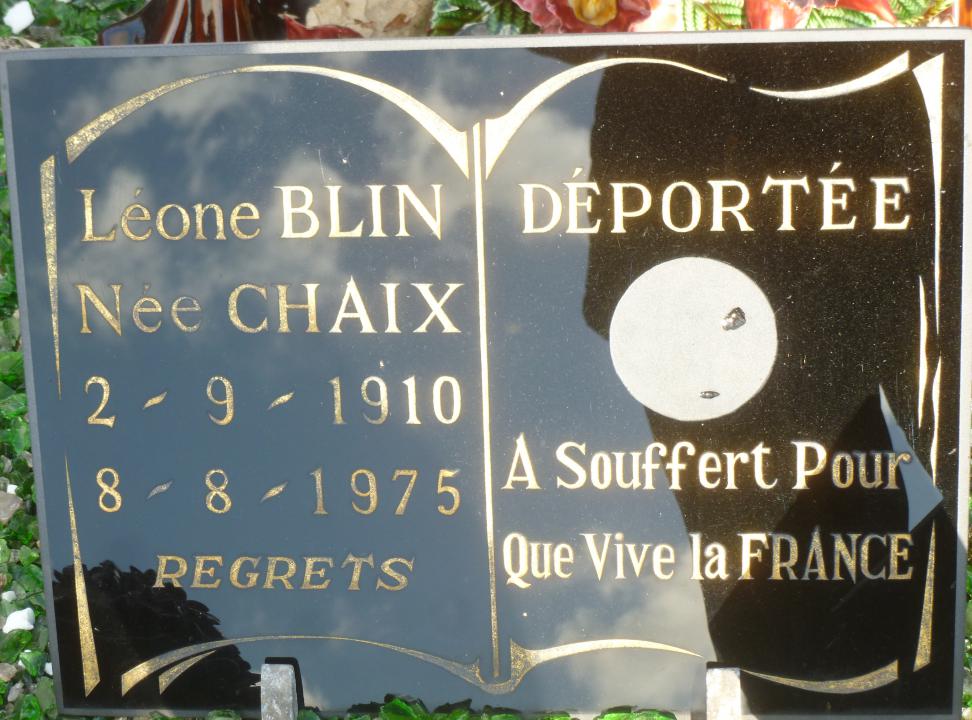 Léone BLIN
Née CHAIX
2 - 9 - 1910
8 - 8 - 1975
REGRETS
DÉPORTÉE
A Souffert Pour
Que Vive la FRANCE